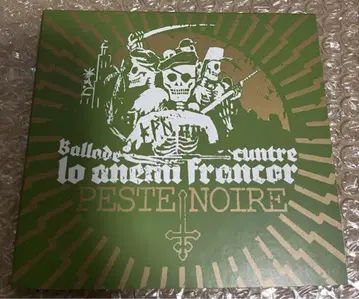 Ballade cuntre
lo anemi francor
PESTE NOIRE